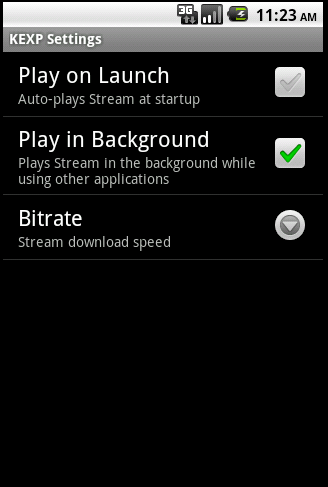 3G 11:23 AM
KEXP Settings
Play on Launch
Auto-plays Stream at startup
Play in Background
Plays Stream in the background while
using other applications
Bitrate
Stream download speed